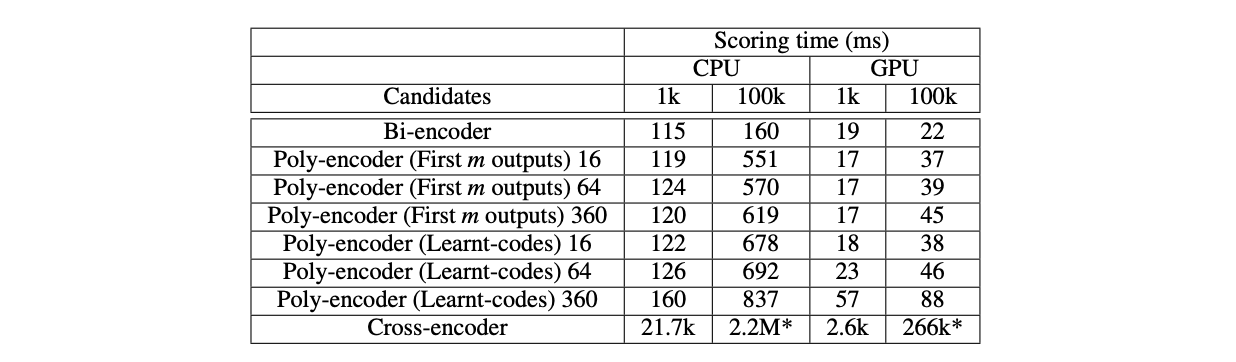 Scoring time (ms)
CPU GPU
Candidates 1k 100k 1k 100k
Bi-encoder 115 160 19 22
Poly-encoder (First m outputs) 16 119 551 17 37
Poly-encoder (First m outputs) 64 124 570 17 39
Poly-encoder (First m outputs) 360 120 619 17 45
Poly-encoder (Learnt-codes) 16 122 678 18 38
Poly-encoder (Learnt-codes) 64 126 692 23 46
Poly-encoder (Learnt-codes) 360 160 837 57 88
Cross-encoder 21.7k 2.2M* 2.6k 266k*